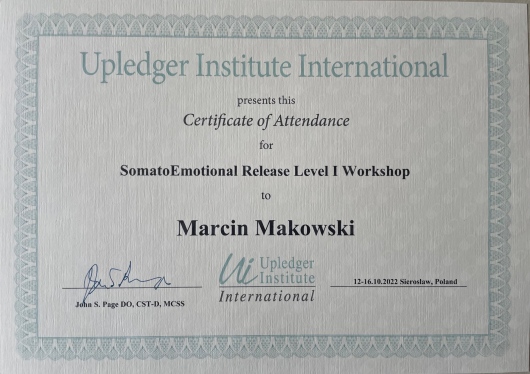 Upledger Institute International
presents this
Certificate of Attendance
for
SomatoEmotional Release Level I Workshop
to
Marcin Makowski
Ui Upledger
Institute
International
12-16.10.2022 Sierosław, Poland
John S. Page DO, CST-D, MCSS